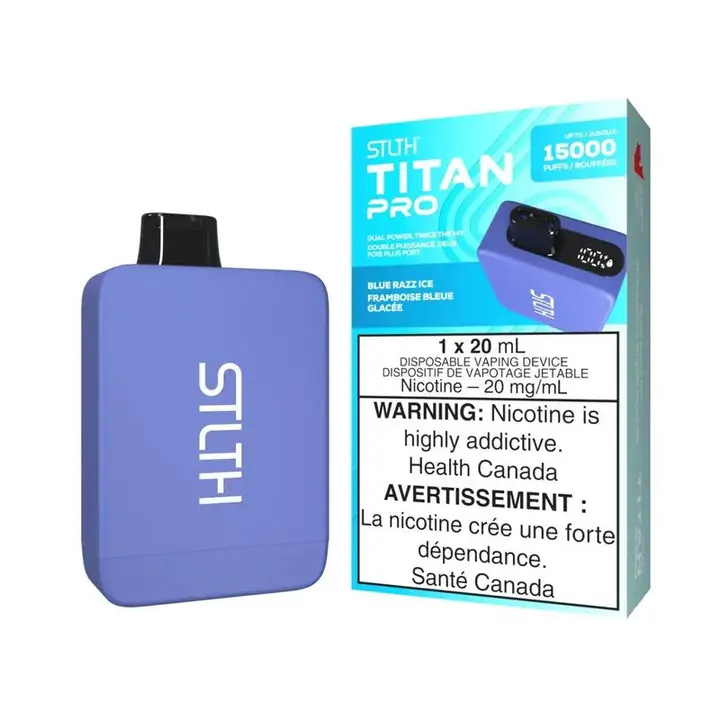 STLTH
STLTH
TITAN
PRO
UP TO / JUSQU'À
15000
PUFFS / BOUFFÉES
DUAL POWER, TWICE THE HIT
DOUBLE PUISSANCE, DEUX
FOIS PLUS FORT
BLUE RAZZ ICE
FRAMBOISE BLEUE
GLACÉE
1 x 20 mL
DISPOSABLE VAPING DEVICE
DISPOSITIF DE VAPOTAGE JETABLE
Nicotine – 20 mg/mL
WARNING: Nicotine is
highly addictive.
Health Canada
AVERTISSEMENT :
La nicotine crée une forte
dépendance.
Santé Canada